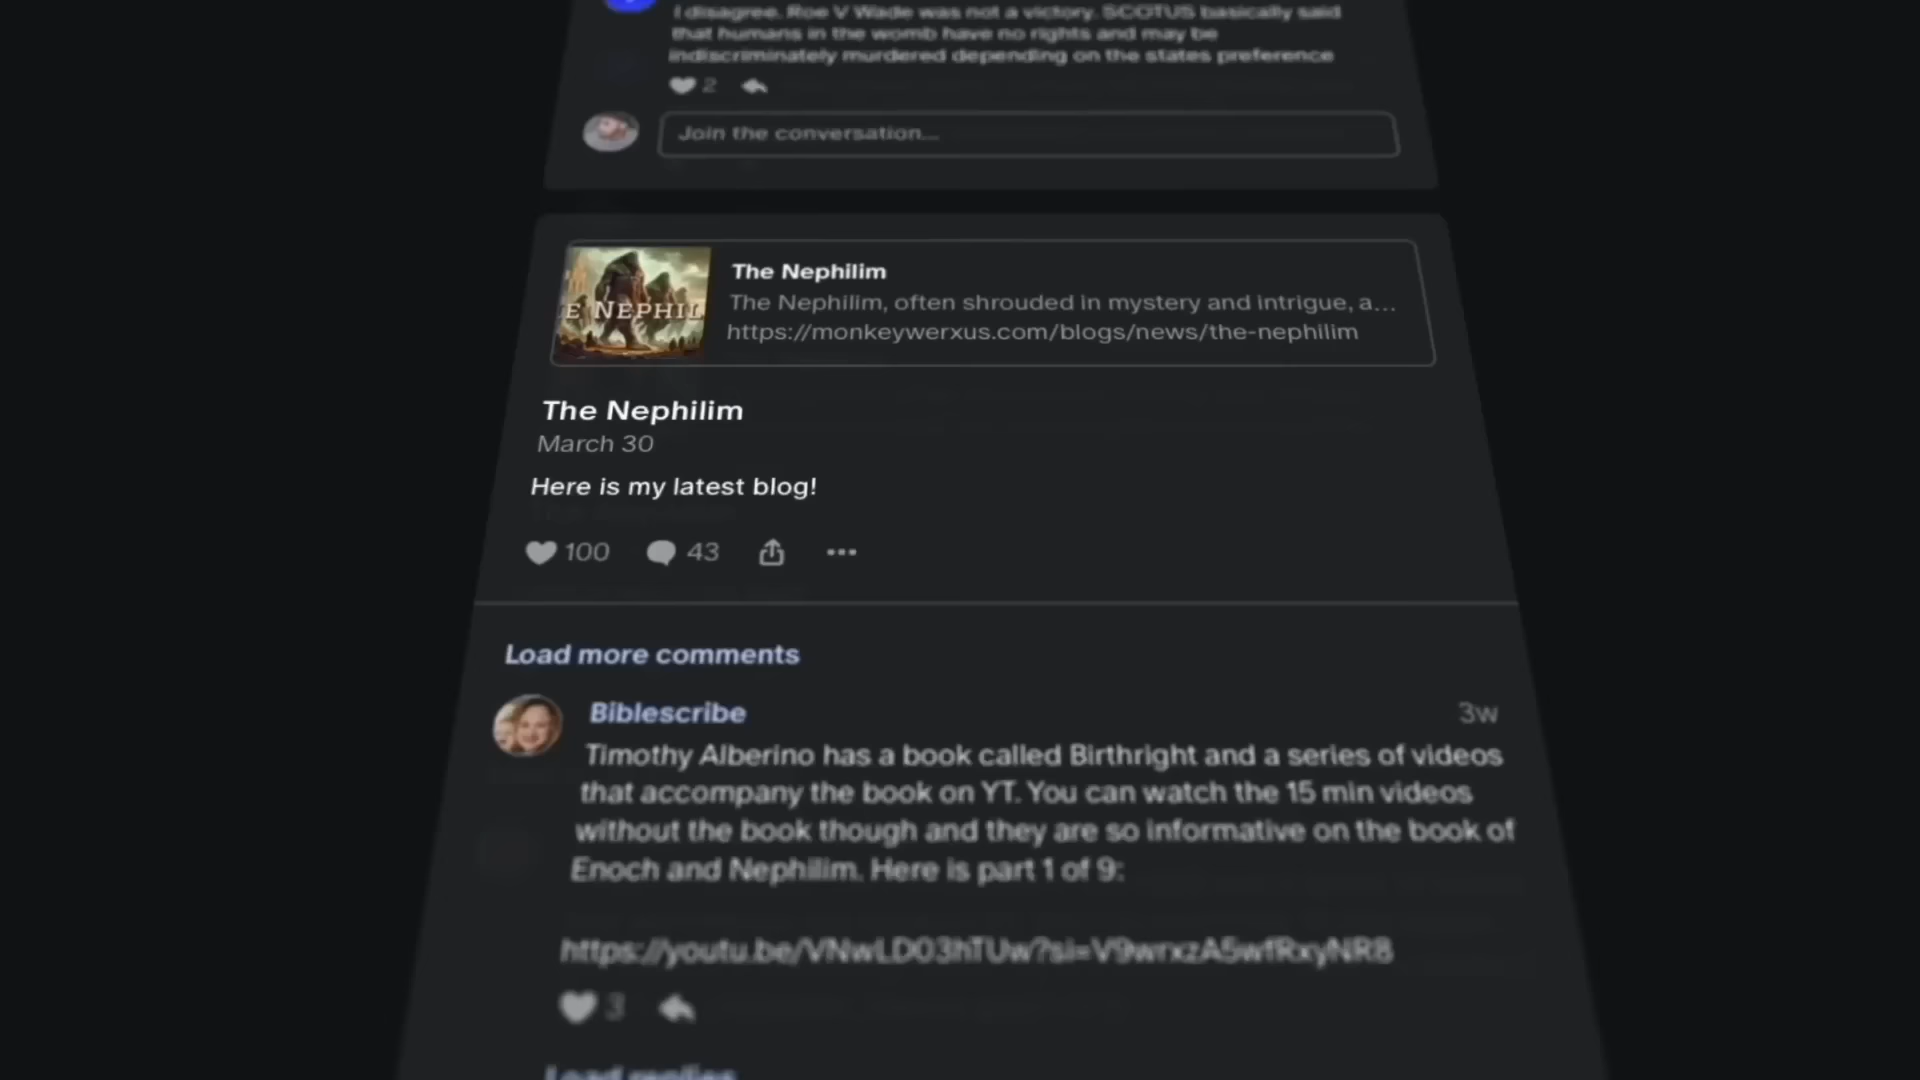 I disagree. Roe V Wade was not a victory. SCOTUS basically said
that humans in the womb have no rights and may be
indiscriminately murdered depending on the states preference
2
Join the conversation...
E NEPHIL
The Nephilim
The Nephilim, often shrouded in mystery and intrigue, a...
https://monkeywerxus.com/blogs/news/the-nephilim
The Nephilim
March 30
Here is my latest blog!
100 43
Load more comments
Biblescribe 3w
Timothy Alberino has a book called Birthright and a series of videos
that accompany the book on YT. You can watch the 15 min videos
without the book though and they are so informative on the book of
Enoch and Nephilim. Here is part 1 of 9:
https://youtu.be/VNwLD03hTUw?si=V9wrxzA5wfRxyNR8
3
Load replies